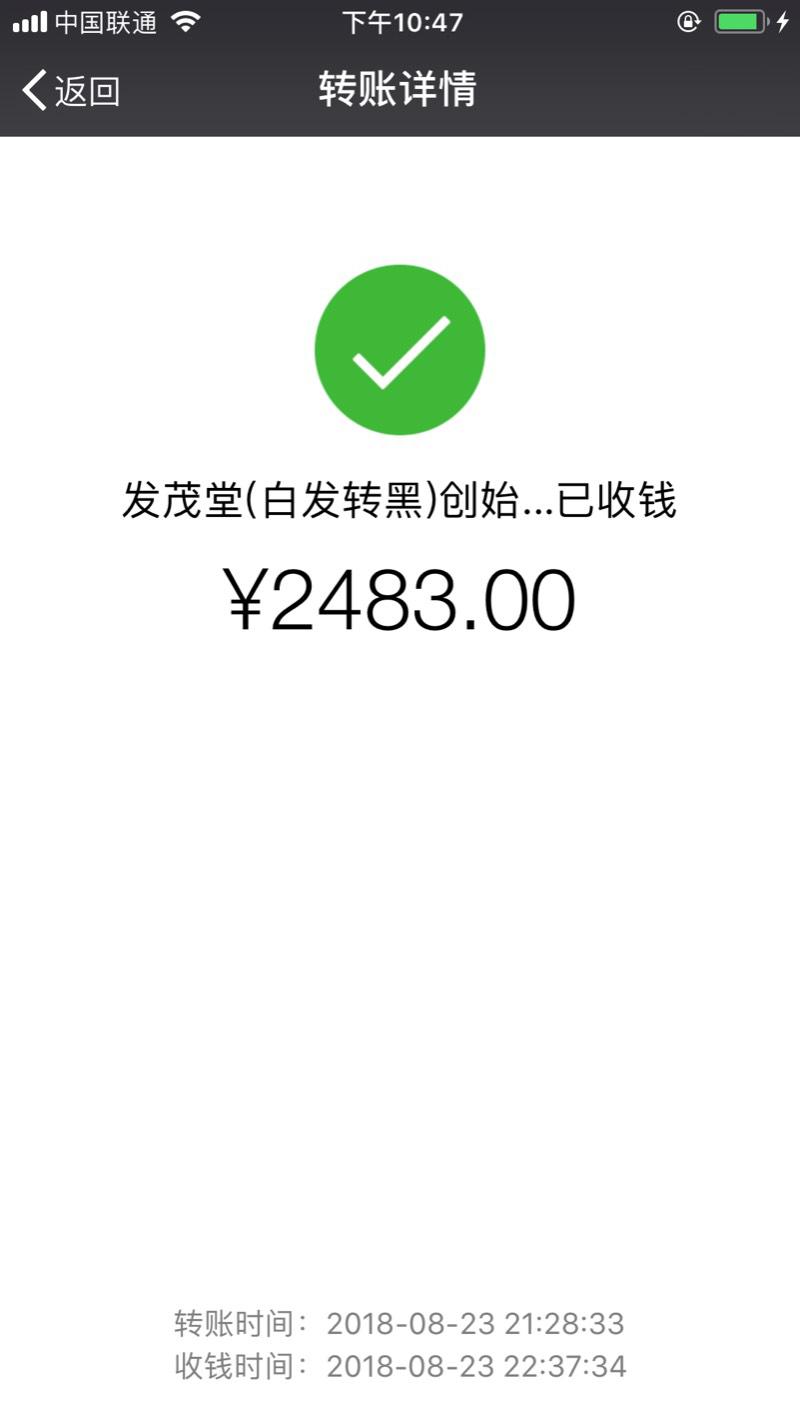 中国联通 下午10:47
返回 转账详情
发茂堂(白发转黑)创始...已收钱
¥2483.00
转账时间：2018-08-23 21:28:33
收钱时间：2018-08-23 22:37:34